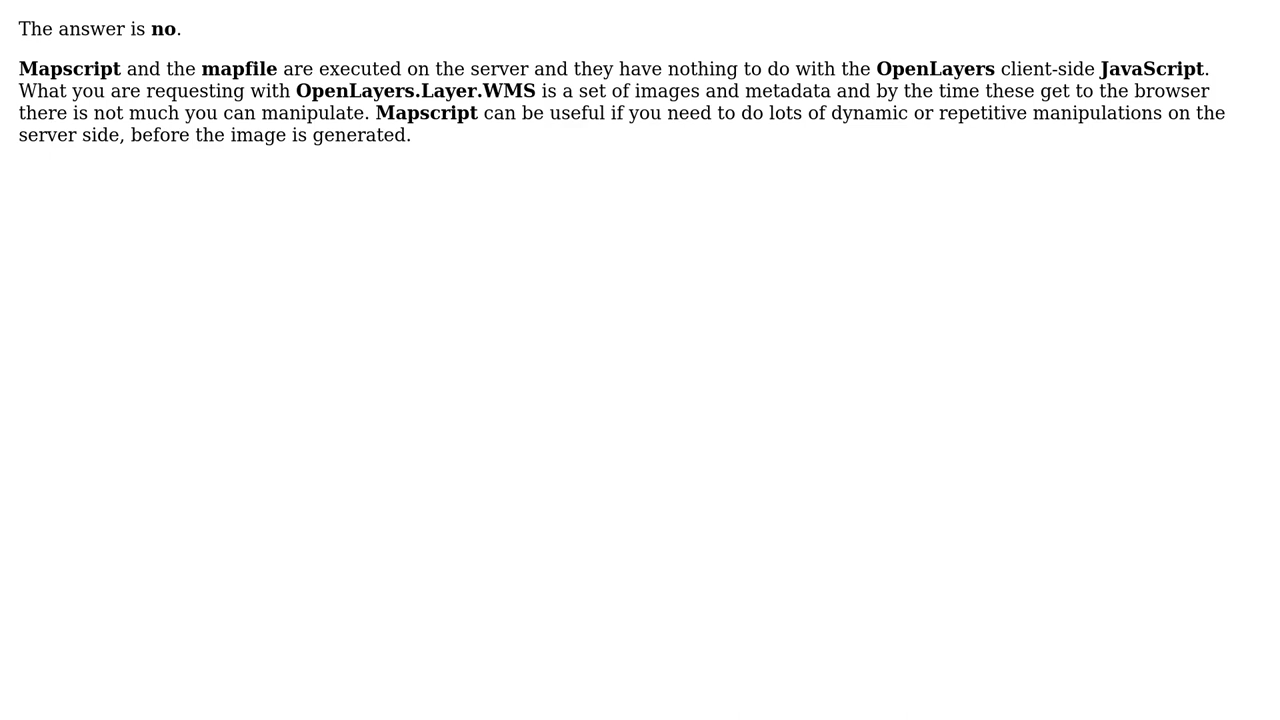 The answer is no.
Mapscript and the mapfile are executed on the server and they have nothing to do with the OpenLayers client-side JavaScript.
What you are requesting with OpenLayers.Layer.WMS is a set of images and metadata and by the time these get to the browser
there is not much you can manipulate. Mapscript can be useful if you need to do lots of dynamic or repetitive manipulations on the
server side, before the image is generated.